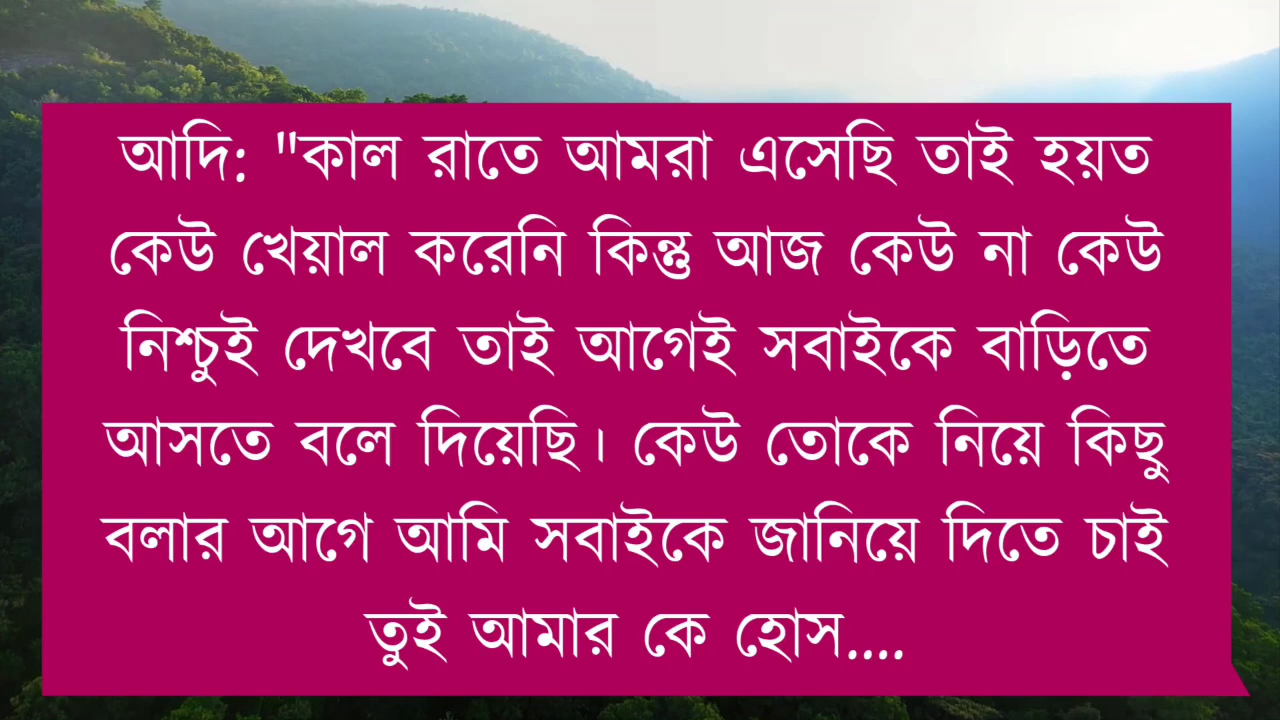 আদি: "কাল রাতে আমরা এসেছি তাই হয়ত
কেউ খেয়াল করেনি কিন্তু আজ কেউ না কেউ
নিশ্চুই দেখবে তাই আগেই সবাইকে বাড়িতে
আসতে বলে দিয়েছি। কেউ তোকে নিয়ে কিছু
বলার আগে আমি সবাইকে জানিয়ে দিতে চাই
তুই আমার কে হোস....